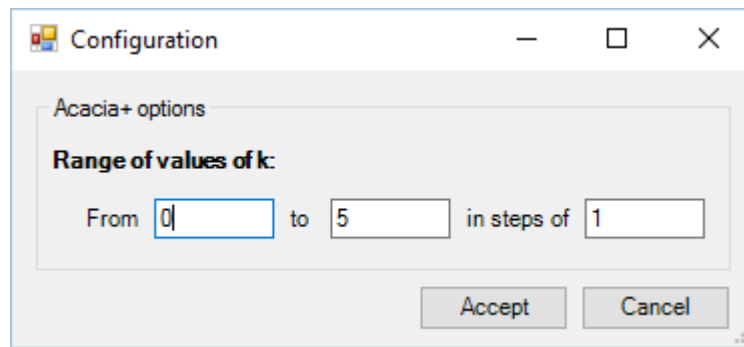 Configuration
Acacia+ options
Range of values of k:
From 0 to 5 in steps of 1
Accept Cancel